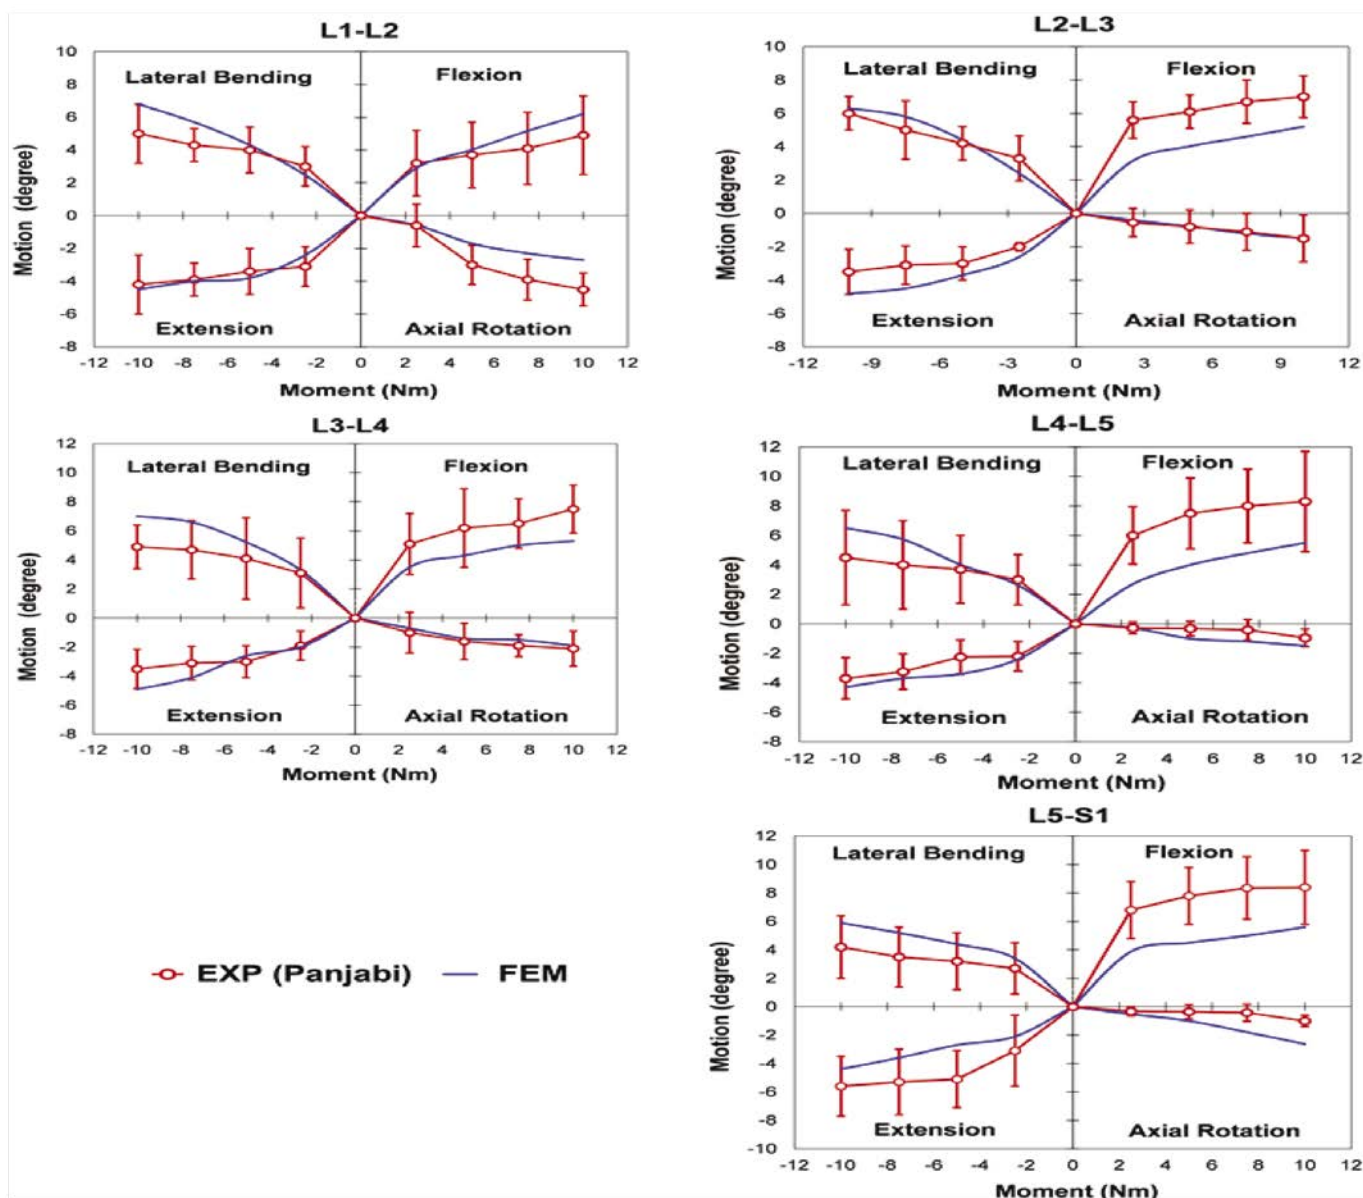 L1-L2
10
8
6
4
2
0
-2
-4
-6
-8
Lateral Bending Flexion
Extension Axial Rotation
-12 -10 -8 -6 -4 -2 0 2 4 6 8 10 12
Moment (Nm)
Motion (degree)
L2-L3
10
8
6
4
2
0
-2
-4
-6
-8
Lateral Bending Flexion
Extension Axial Rotation
-12 -9 -6 -3 0 3 6 9 12
Moment (Nm)
Motion (degree)
L3-L4
12
10
8
6
4
2
0
-2
-4
-6
-8
Lateral Bending Flexion
Extension Axial Rotation
-12 -10 -8 -6 -4 -2 0 2 4 6 8 10 12
Moment (Nm)
Motion (degree)
L4-L5
12
10
8
6
4
2
0
-2
-4
-6
-8
Lateral Bending Flexion
Extension Axial Rotation
-12 -10 -8 -6 -4 -2 0 2 4 6 8 10 12
Moment (Nm)
Motion (degree)
EXP (Panjabi) FEM
L5-S1
12
10
8
6
4
2
0
-2
-4
-6
-8
-10
Lateral Bending Flexion
Extension Axial Rotation
-12 -10 -8 -6 -4 -2 0 2 4 6 8 10 12
Moment (Nm)
Motion (degree)